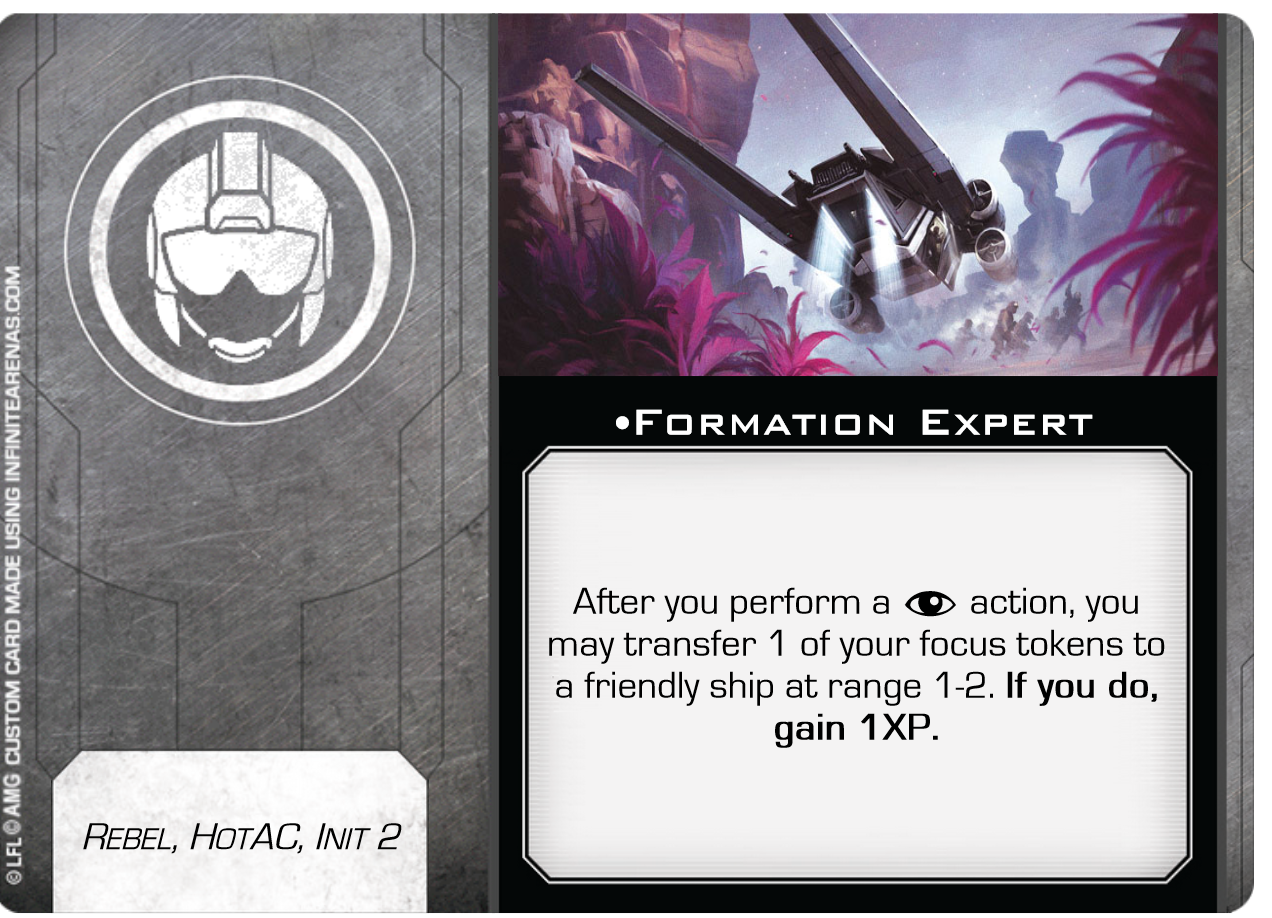 •Formation Expert
After you perform a action, you
may transfer 1 of your focus tokens to
a friendly ship at range 1-2. If you do,
gain 1XP.
Rebel, HotAC, Init 2
© LFL © AMG CUSTOM CARD MADE USING INFINITEARENAS.COM